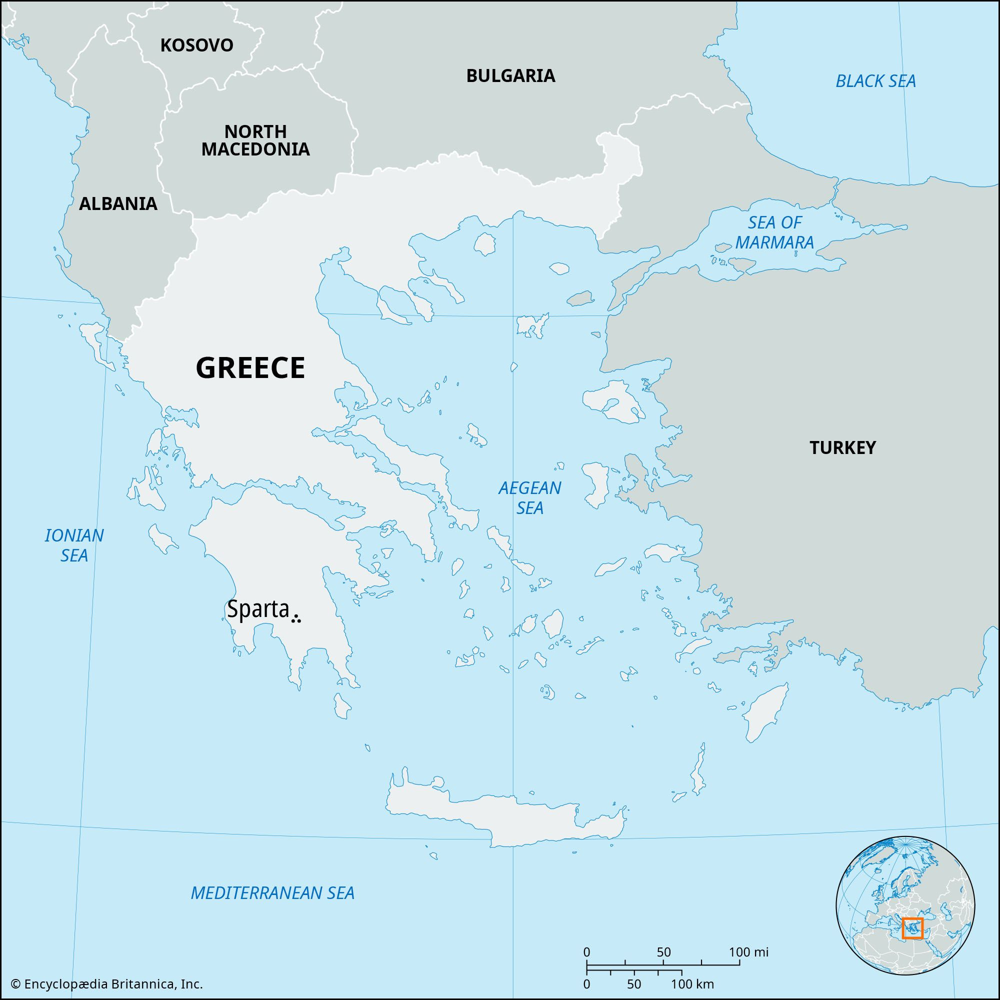 KOSOVO
BULGARIA
BLACK SEA
NORTH
MACEDONIA
ALBANIA
SEA OF
MARMARA
GREECE
TURKEY
AEGEAN
SEA
IONIAN
SEA
Sparta
MEDITERRANEAN SEA
0 50 100 mi
0 50 100 km
© Encyclopædia Britannica, Inc.